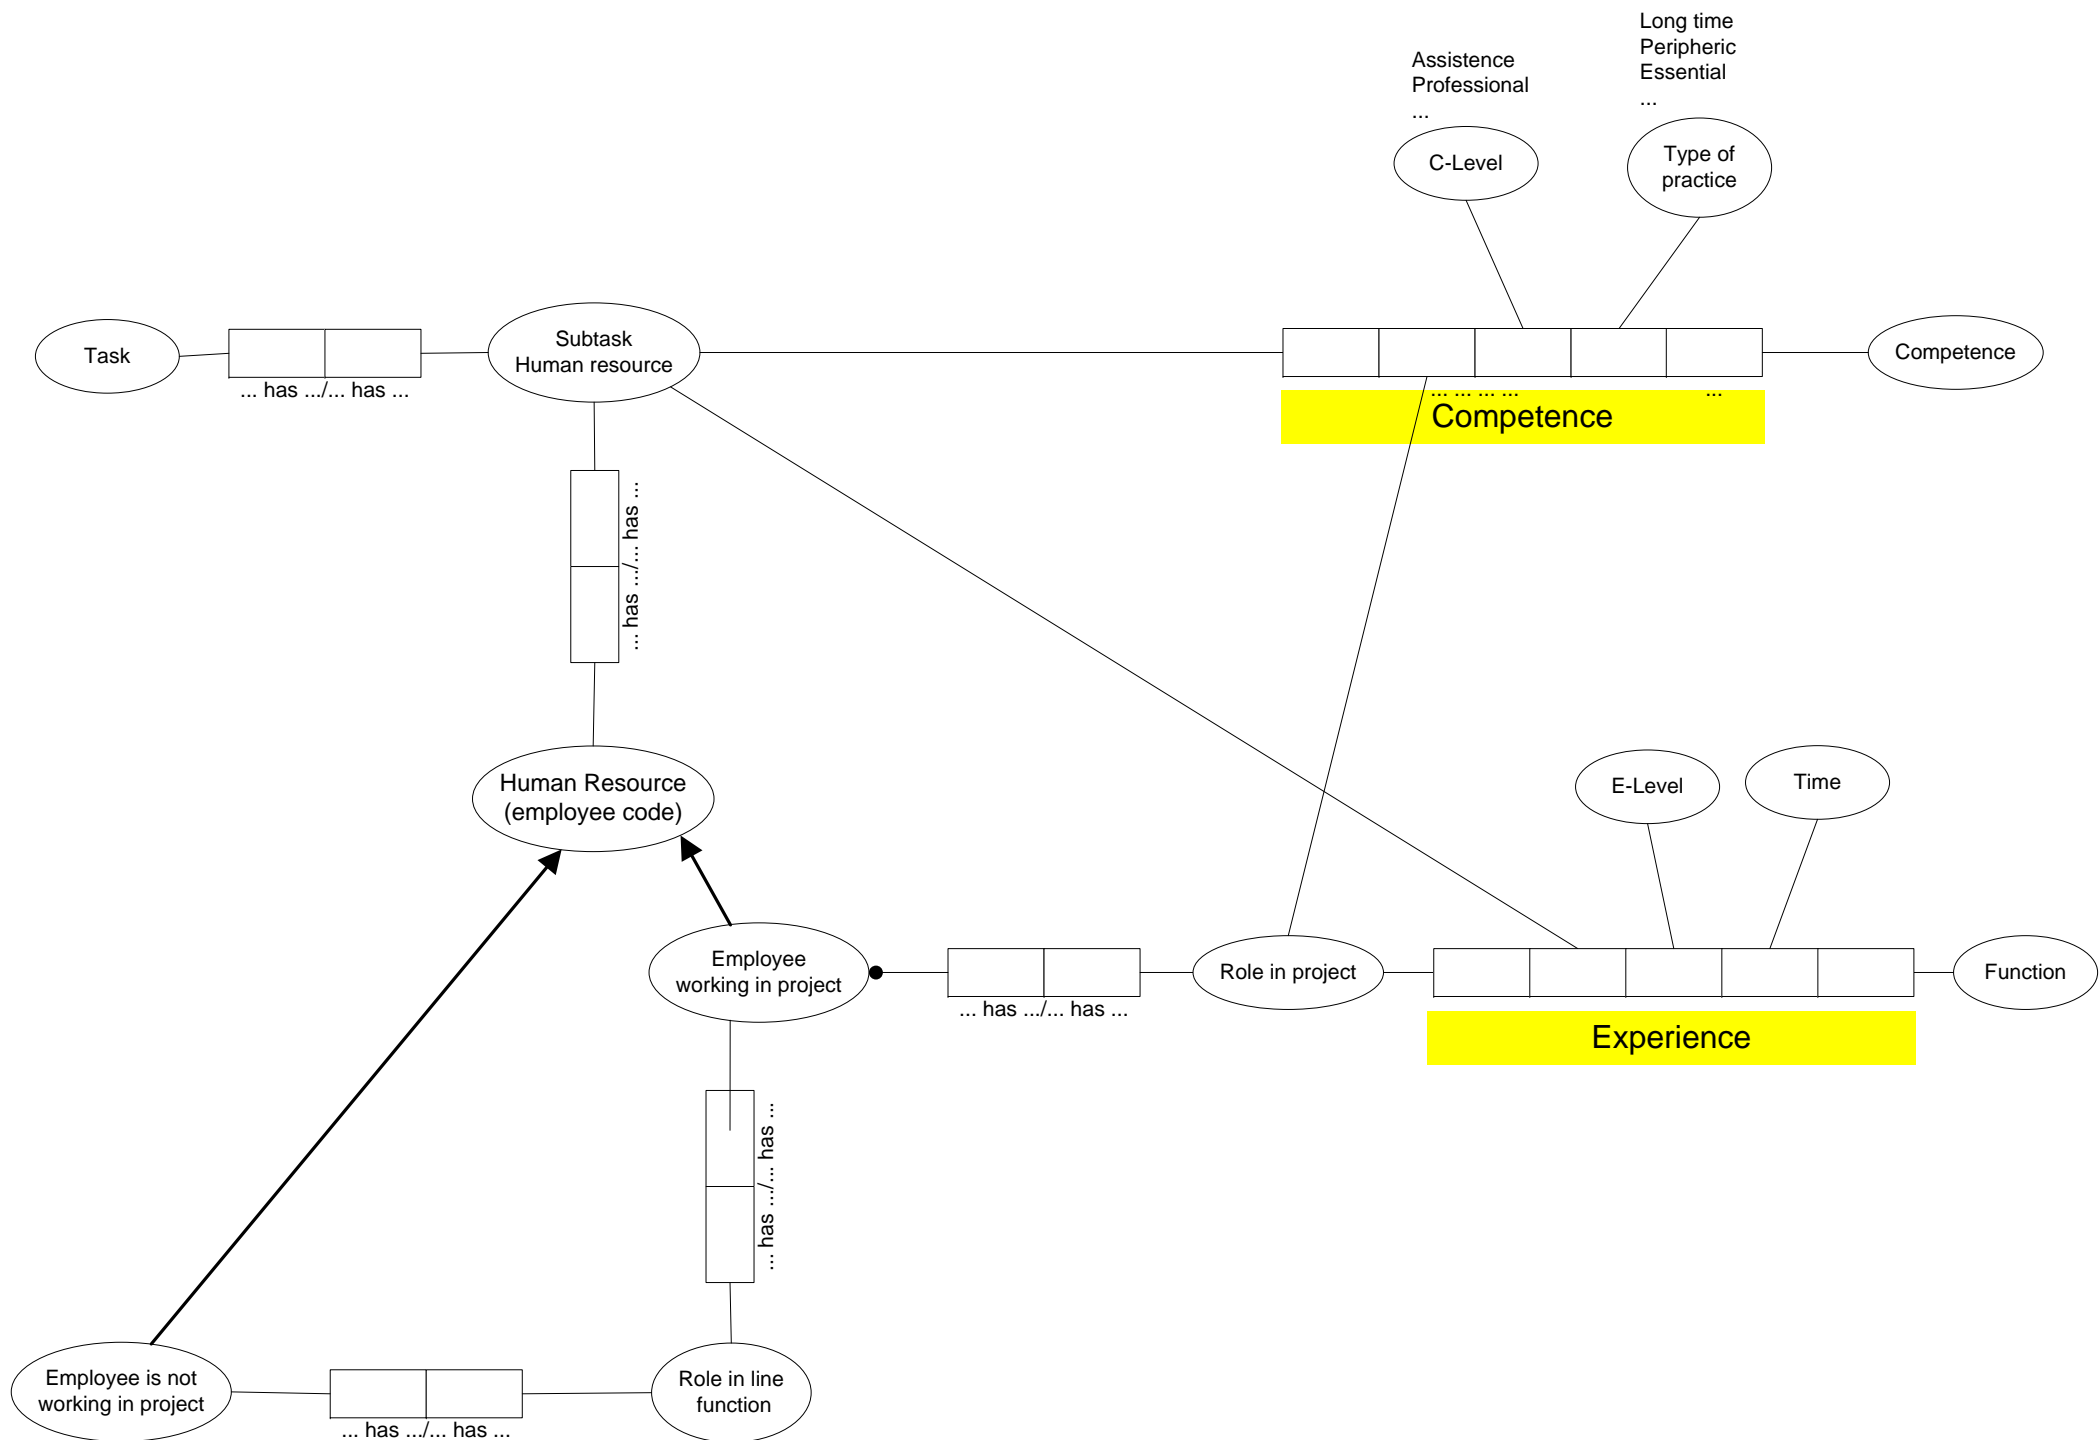 Long time
Peripheric
Essential
...
Assistence
Professional
...
C-Level
Type of
practice
Task
... has .../... has ...
Subtask
Human resource
Competence
... ... ... ...
...
Competence
... has .../... has ...
Human Resource
(employee code)
E-Level
Time
Employee
working in project
... has .../... has ...
Role in project
Function
Experience
... has .../... has ...
Employee is not
working in project
... has .../... has ...
Role in line
function